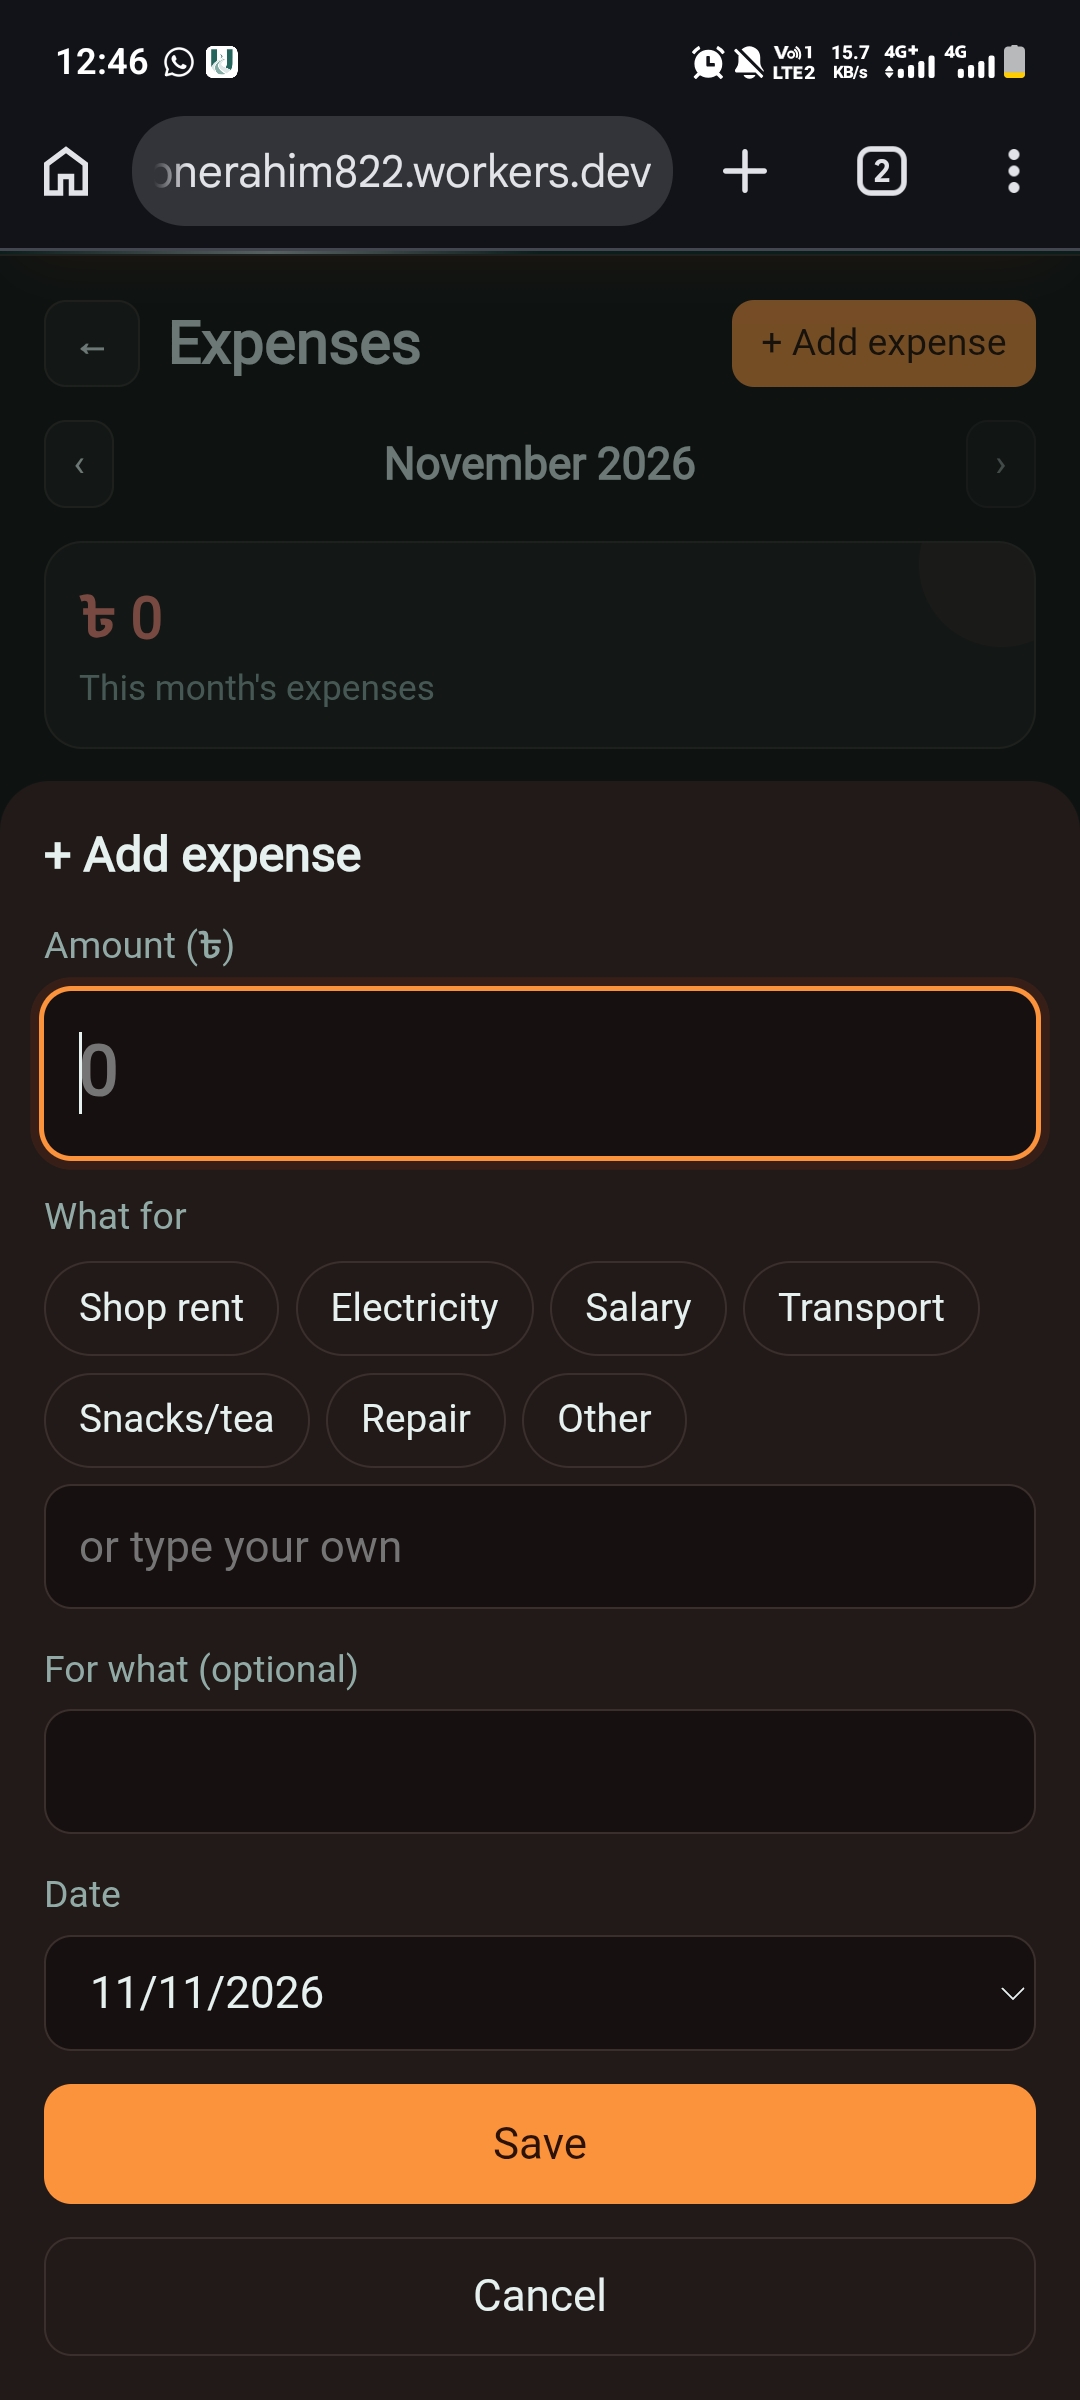 12:46
Vo)) 1
LTE2
15.7
KB/s
4G+
4G
nerahim822.workers.dev
2
← Expenses
+ Add expense
‹ November 2026 ›
৳ 0
This month's expenses
+ Add expense
Amount (৳)
0
What for
Shop rent
Electricity
Salary
Transport
Snacks/tea
Repair
Other
or type your own
For what (optional)
Date
11/11/2026
Save
Cancel